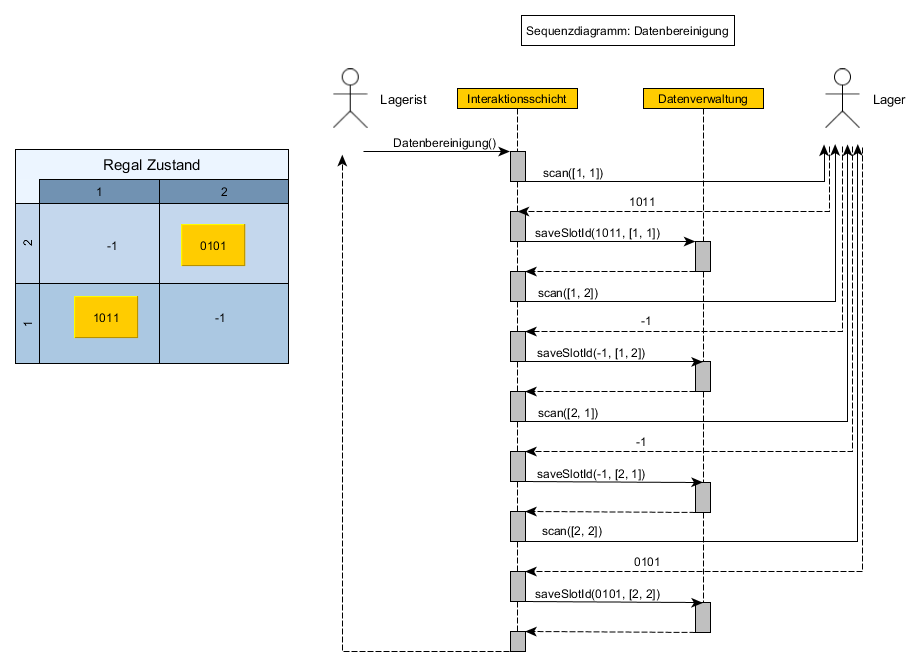 Sequenzdiagramm: Datenbereinigung
Lagerist
Interaktionsschicht
Datenverwaltung
Lager
Regal Zustand
1 2
2 -1 0101
1 1011 -1
Datenbereinigung()
scan([1, 1])
1011
saveSlotId(1011, [1, 1])
scan([1, 2])
-1
saveSlotId(-1, [1, 2])
scan([2, 1])
-1
saveSlotId(-1, [2, 1])
scan([2, 2])
0101
saveSlotId(0101, [2, 2])